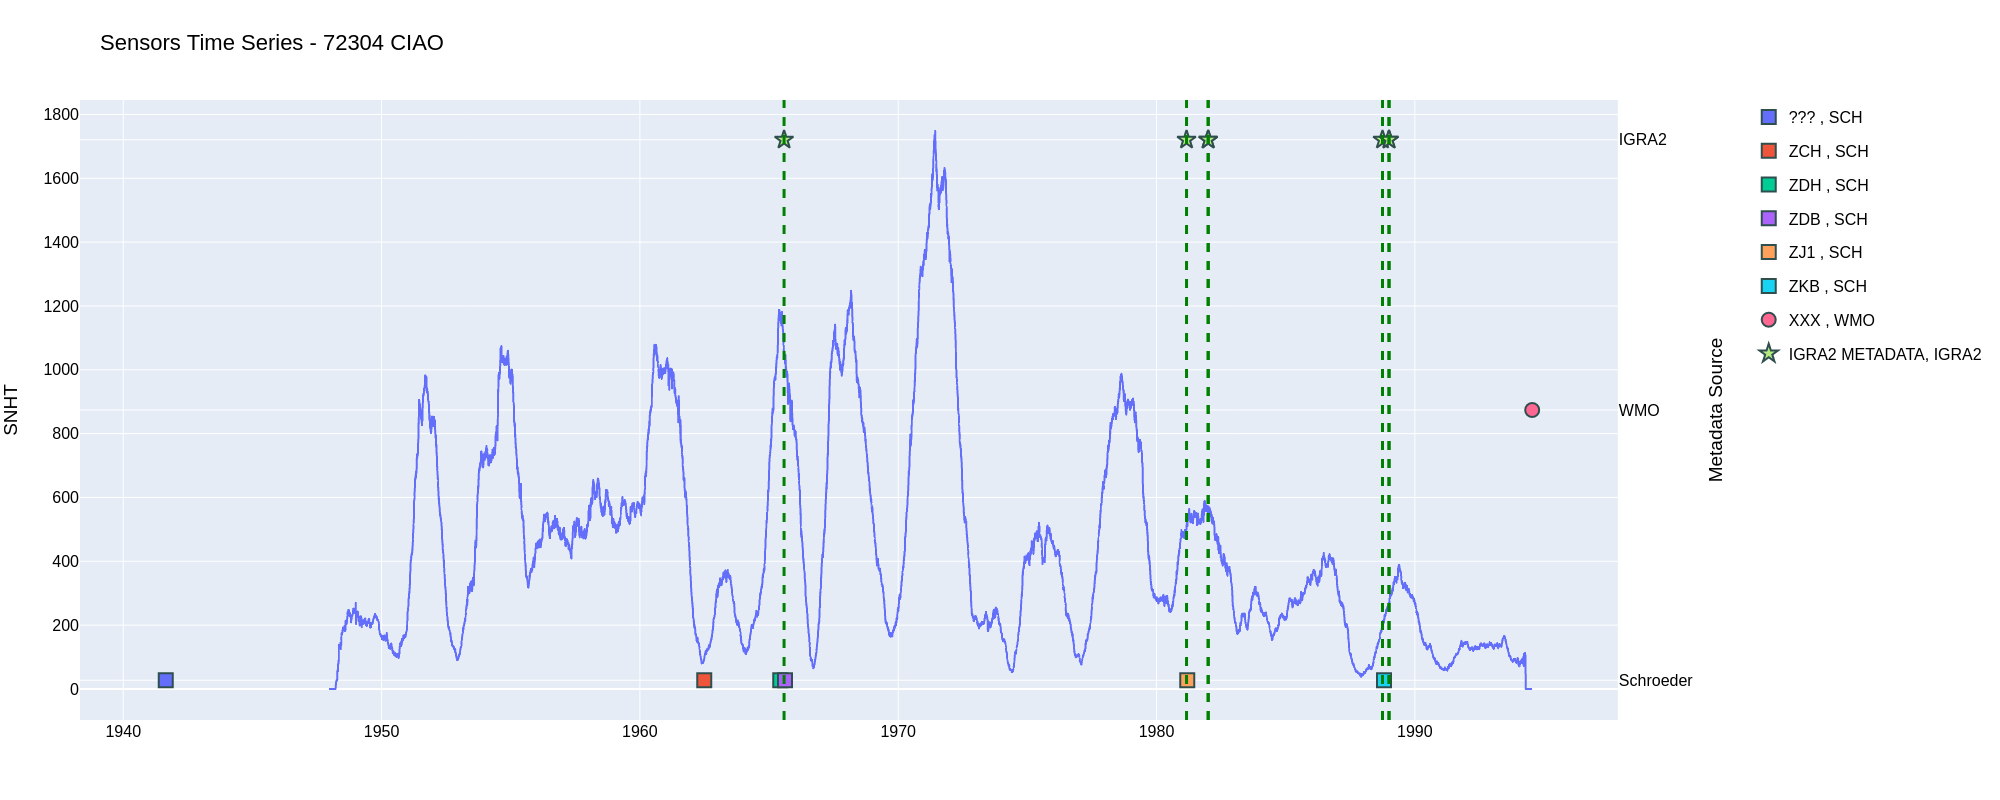 Sensors Time Series - 72304 CIAO
SNHT
1800
1600
1400
1200
1000
800
600
400
200
0
1940
1950
1960
1970
1980
1990
IGRA2
WMO
Schroeder
Metadata Source
??? , SCH
ZCH , SCH
ZDH , SCH
ZDB , SCH
ZJ1 , SCH
ZKB , SCH
XXX , WMO
IGRA2 METADATA, IGRA2